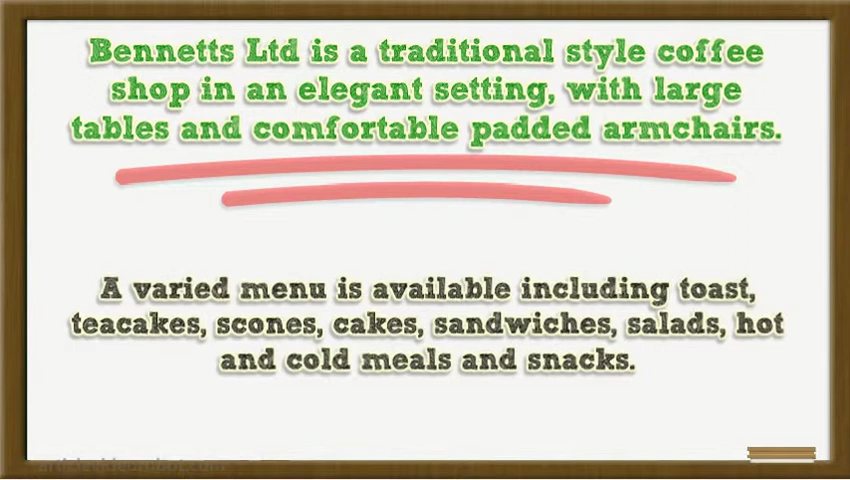 Bennetts Ltd is a traditional style coffee
shop in an elegant setting, with large
tables and comfortable padded armchairs.
A varied menu is available including toast,
teacakes, scones, cakes, sandwiches, salads, hot
and cold meals and snacks.